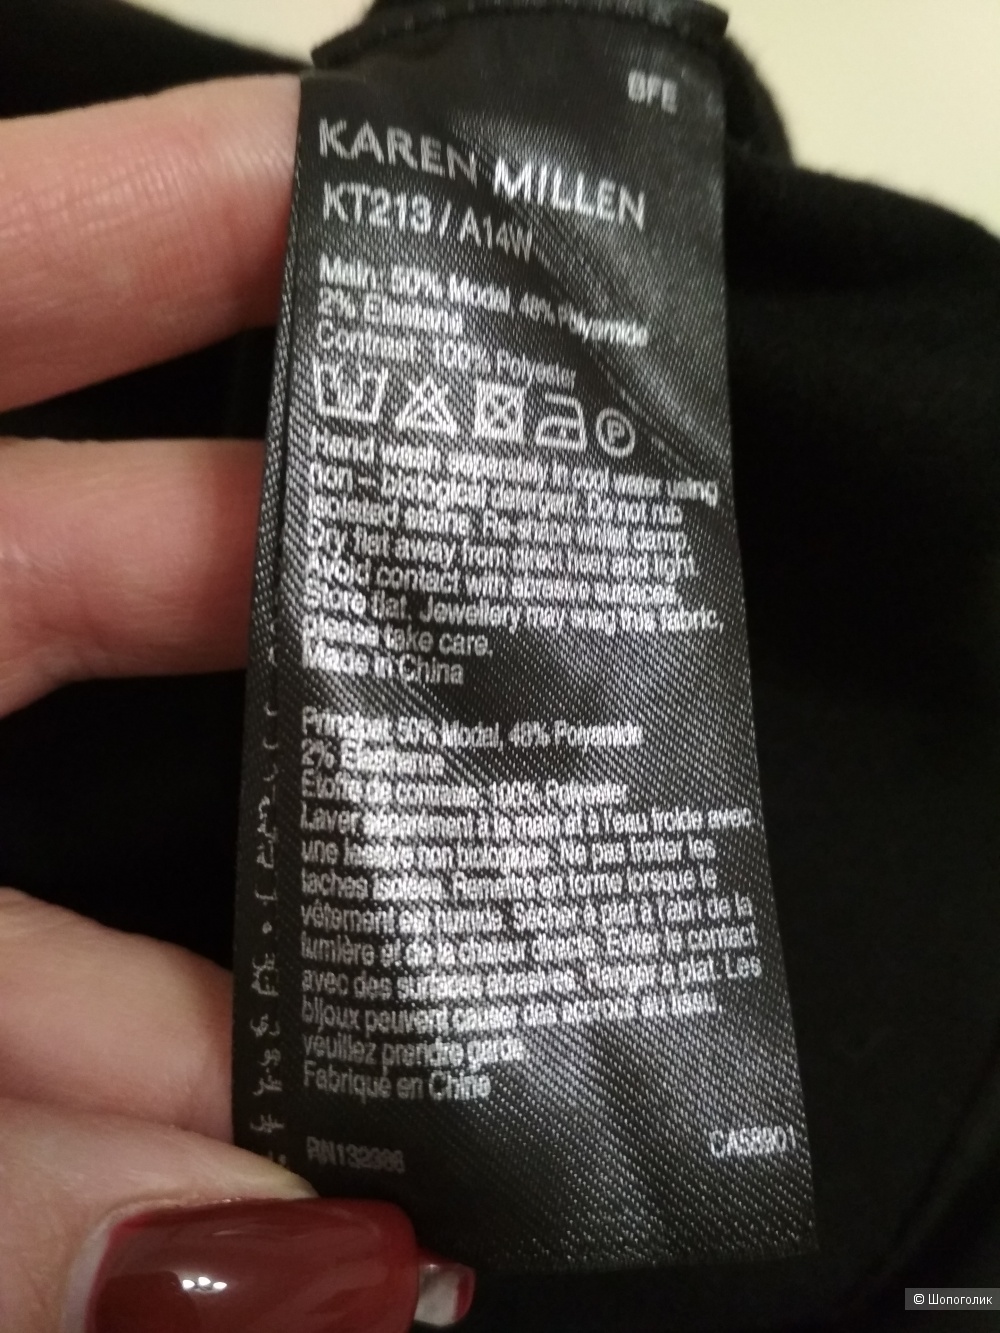 BFE
KAREN MILLEN
KT213/A14W
Main: 50% Modal, 48% Polyamide
2% Elastane
Contrast: 100% Polyester
P
Hand wash separately in cool water using
non – biological detergent. Do not rub
isolated stains. Re-shape whilst damp.
Dry flat away from direct heat and light.
Avoid contact with abrasive surfaces.
Store flat. Jewellery may snag this fabric,
please take care.
Made in China
Principal: 50% Modal, 48% Polyamide
2% Elasthanne
Etoffe de contraste: 100% Polyester
Laver séparément à la main et à l'eau froide avec
une lessive non biologique. Ne pas frotter les
taches isolées. Remettre en forme lorsque le
vêtement est humide. Sécher à plat à l'abri de la
lumière et de la chaleur directe. Eviter le contact
avec des surfaces abrasives. Ranger à plat. Les
bijoux peuvent causer des accrocs au tissu,
veuillez prendre garde.
Fabriqué en Chine
RN132386
CA58901
© Шопоголик